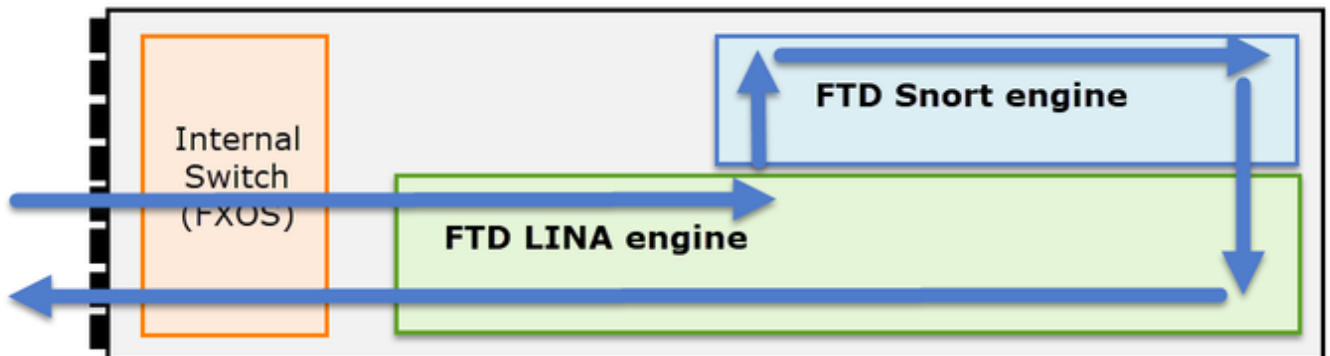 FTD Snort engine
Internal
Switch
(FXOS)
FTD LINA engine